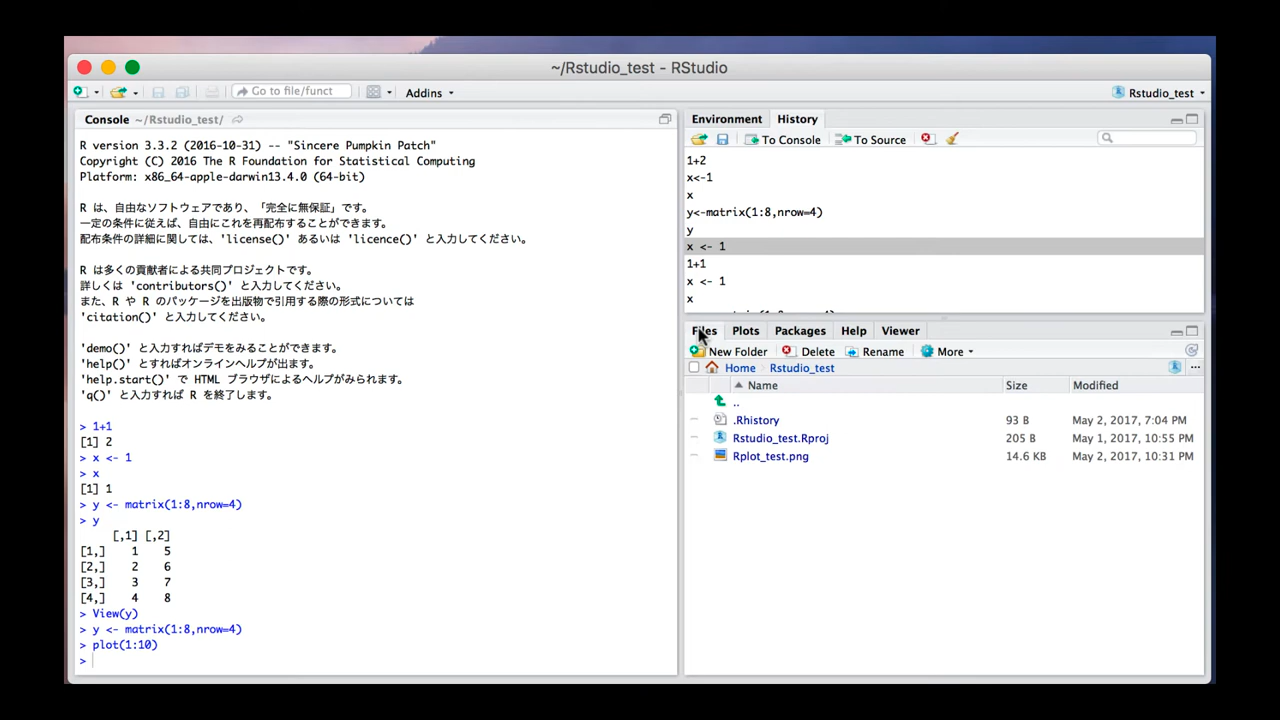 ~/Rstudio_test - RStudio
Go to file/funct
Addins
Rstudio_test
Console ~/Rstudio_test/
R version 3.3.2 (2016-10-31) -- "Sincere Pumpkin Patch"
Copyright (C) 2016 The R Foundation for Statistical Computing
Platform: x86_64-apple-darwin13.4.0 (64-bit)
R は、自由なソフトウェアであり、「完全に無保証」です。
一定の条件に従えば、自由にこれを再配布することができます。
配布条件の詳細に関しては、'license()' あるいは 'licence()' と入力してください。
R は多くの貢献者による共同プロジェクトです。
詳しくは 'contributors()' と入力してください。
また、R や R のパッケージを出版物で引用する際の形式については
'citation()' と入力してください。
'demo()' と入力すればデモをみることができます。
'help()' とすればオンラインヘルプが出ます。
'help.start()' で HTML ブラウザによるヘルプがみられます。
'q()' と入力すれば R を終了します。
> 1+1
[1] 2
> x <- 1
> x
[1] 1
> y <- matrix(1:8,nrow=4)
> y
[,1] [,2]
[1,] 1 5
[2,] 2 6
[3,] 3 7
[4,] 4 8
> View(y)
> y <- matrix(1:8,nrow=4)
> plot(1:10)
>
Environment History
To Console To Source
1+2
x<-1
x
y<-matrix(1:8,nrow=4)
y
x <- 1
1+1
x <- 1
x
Files Plots Packages Help Viewer
New Folder Delete Rename More
Home Rstudio_test
Name Size Modified
..
.Rhistory 93 B May 2, 2017, 7:04 PM
Rstudio_test.Rproj 205 B May 1, 2017, 10:55 PM
Rplot_test.png 14.6 KB May 2, 2017, 10:31 PM